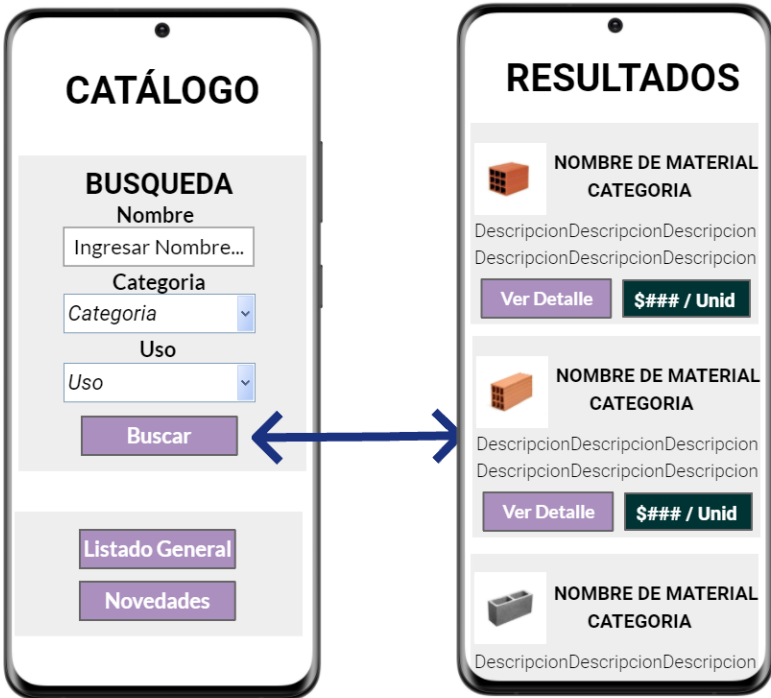 CATÁLOGO
BUSQUEDA
Nombre
Ingresar Nombre...
Categoria
Categoria
Uso
Uso
Buscar
Listado General
Novedades
RESULTADOS
NOMBRE DE MATERIAL
CATEGORIA
DescripcionDescripcionDescripcion
DescripcionDescripcionDescripcion
Ver Detalle
$### / Unid
NOMBRE DE MATERIAL
CATEGORIA
DescripcionDescripcionDescripcion
DescripcionDescripcionDescripcion
Ver Detalle
$### / Unid
NOMBRE DE MATERIAL
CATEGORIA
DescripcionDescripcionDescripcion